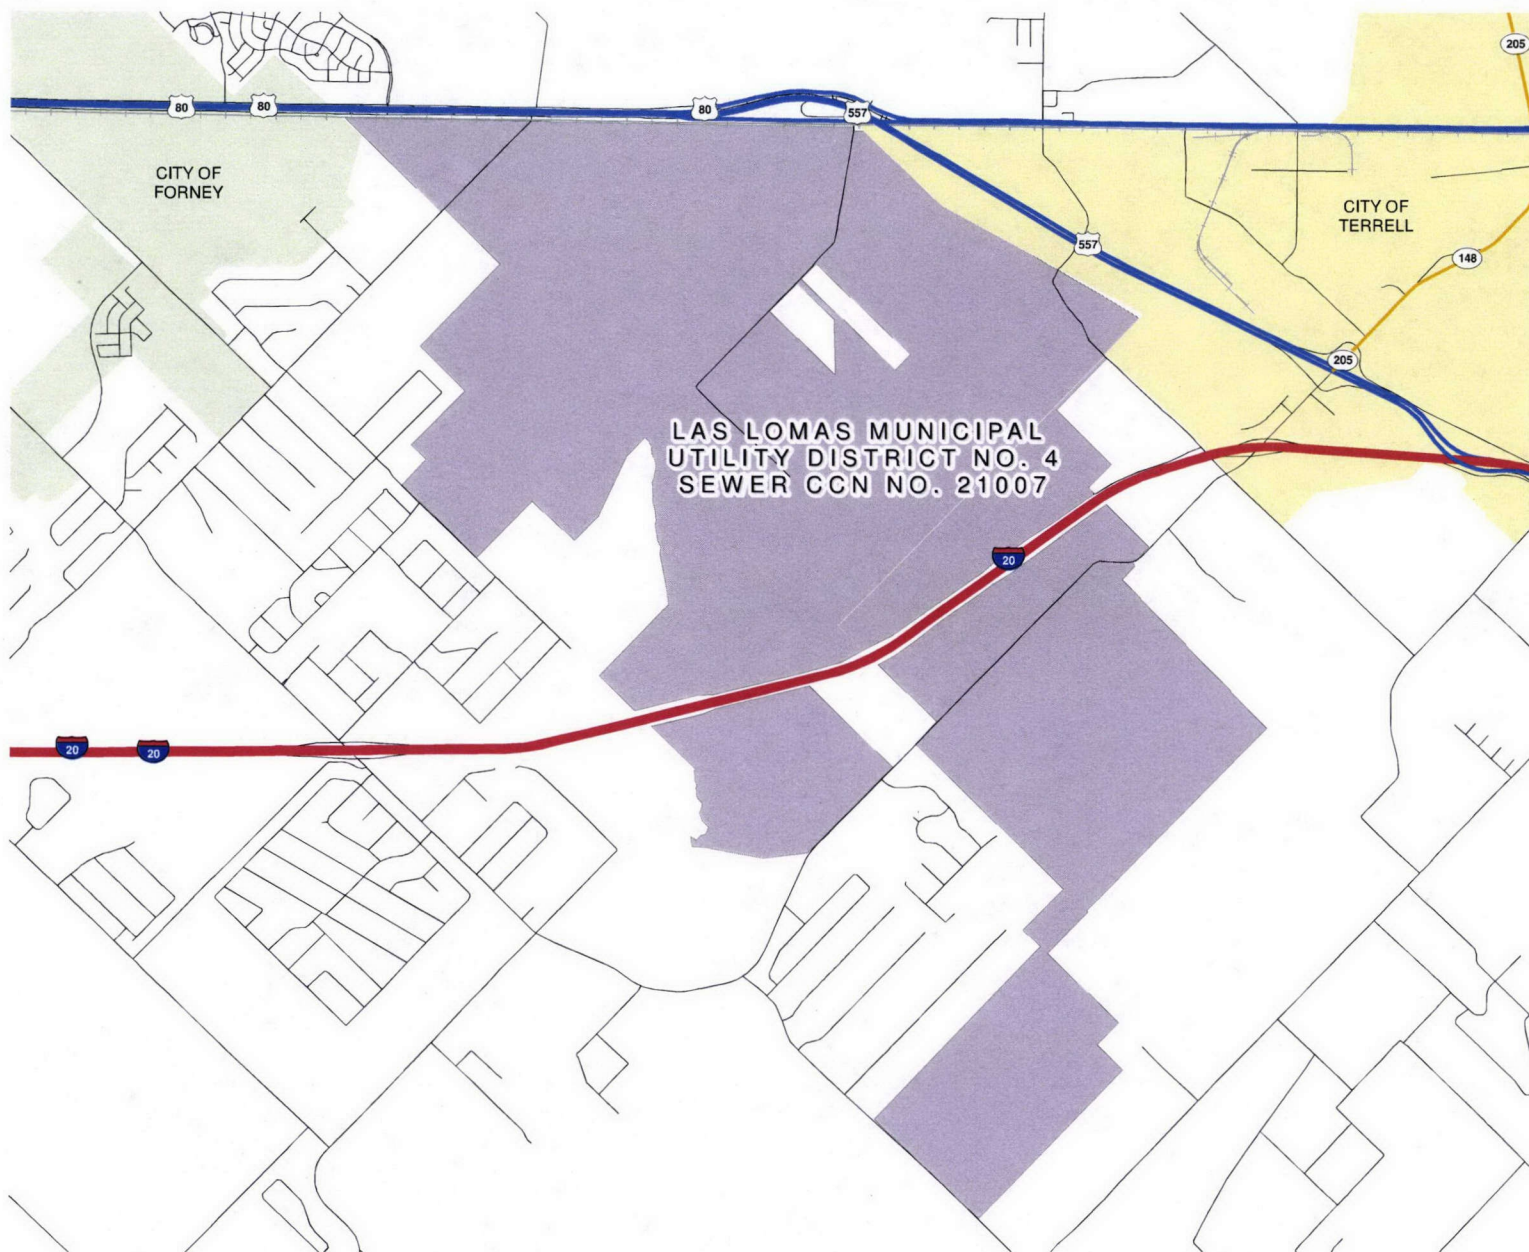 205
80
80
80
557
CITY OF
FORNEY
CITY OF
TERRELL
557
148
205
LAS LOMAS MUNICIPAL
UTILITY DISTRICT NO. 4
SEWER CCN NO. 21007
20
20
20